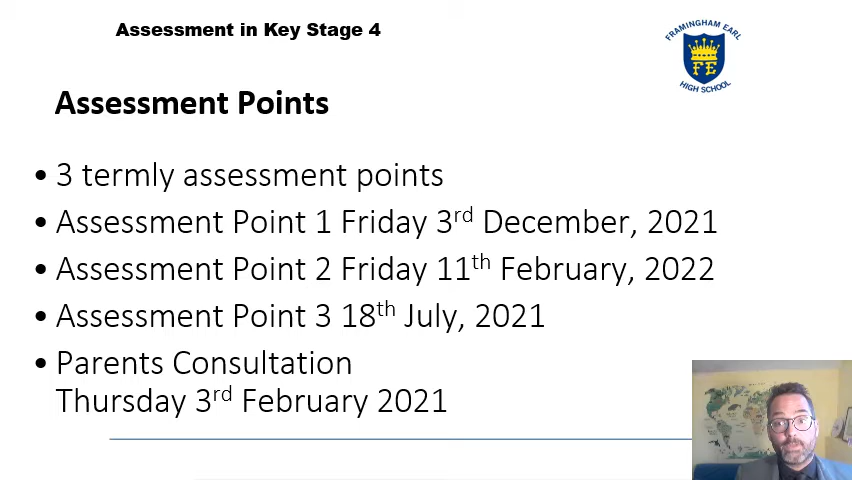 Assessment in Key Stage 4
FRAMINGHAM EARL
FE
HIGH SCHOOL
Assessment Points
• 3 termly assessment points
• Assessment Point 1 Friday 3rd December, 2021
• Assessment Point 2 Friday 11th February, 2022
• Assessment Point 3 18th July, 2021
• Parents Consultation
Thursday 3rd February 2021